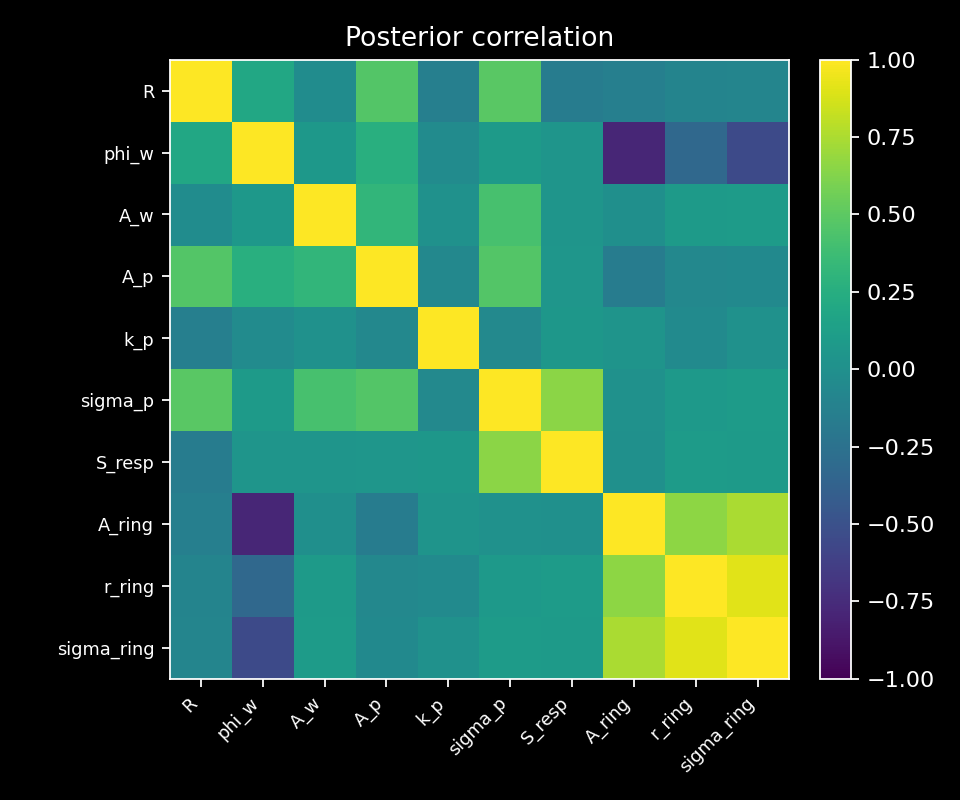 Posterior correlation
R
phi_w
A_w
A_p
k_p
sigma_p
S_resp
A_ring
r_ring
sigma_ring
R
phi_w
A_w
A_p
k_p
sigma_p
S_resp
A_ring
r_ring
sigma_ring
1.00
0.75
0.50
0.25
0.00
−0.25
−0.50
−0.75
−1.00